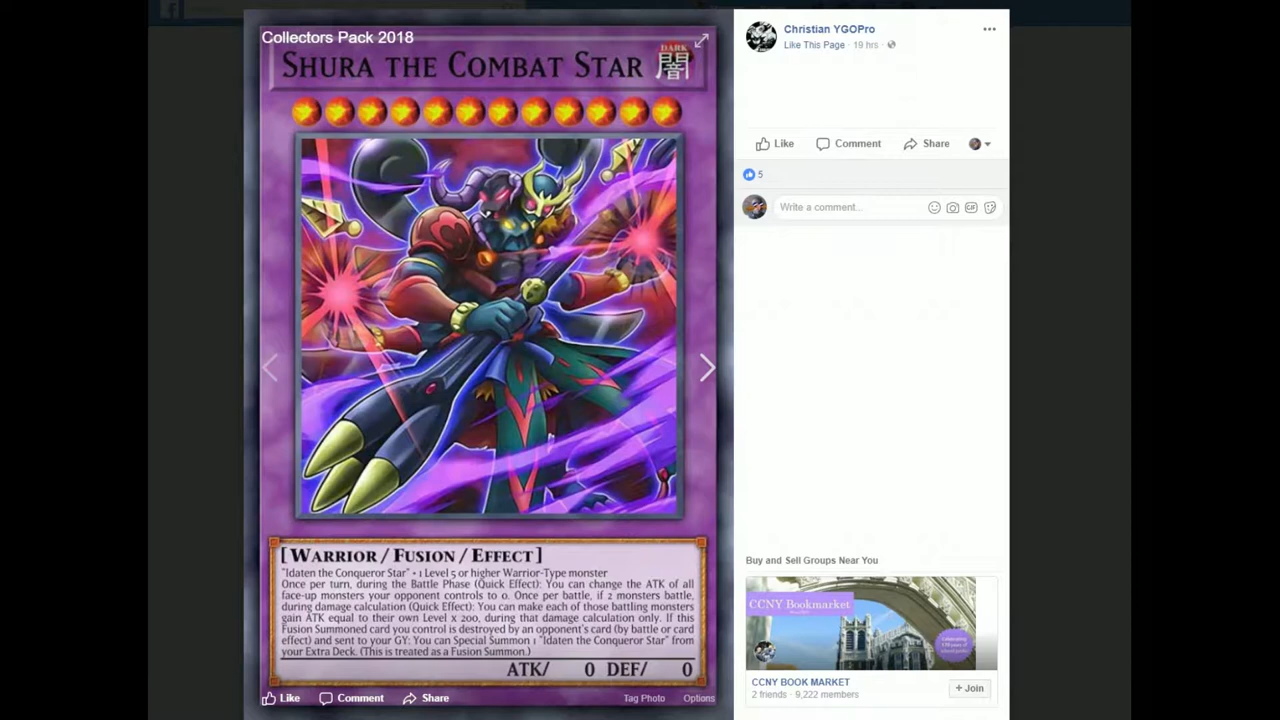 Collectors Pack 2018
SHURA THE COMBAT STAR
DARK
闇
[ WARRIOR / FUSION / EFFECT ]
"Idaten the Conqueror Star" + 1 Level 5 or higher Warrior-Type monster
Once per turn, during the Battle Phase (Quick Effect): You can change the ATK of all
face-up monsters your opponent controls to 0. Once per battle, if 2 monsters battle,
during damage calculation (Quick Effect): You can make each of those battling monsters
gain ATK equal to their own Level x 200, during that damage calculation only. If this
Fusion Summoned card you control is destroyed by an opponent's card (by battle or card
effect) and sent to your GY: You can Special Summon 1 "Idaten the Conqueror Star" from
your Extra Deck. (This is treated as a Fusion Summon.)
ATK/ 0 DEF/ 0
Like Comment Share
Tag Photo Options
Christian YGOPro
Like This Page · 19 hrs ·
Like Comment Share
5
Write a comment...
GIF
Buy and Sell Groups Near You
CCNY Bookmarket
Celebrating
CCNY BOOK MARKET
2 friends · 9,222 members
+ Join